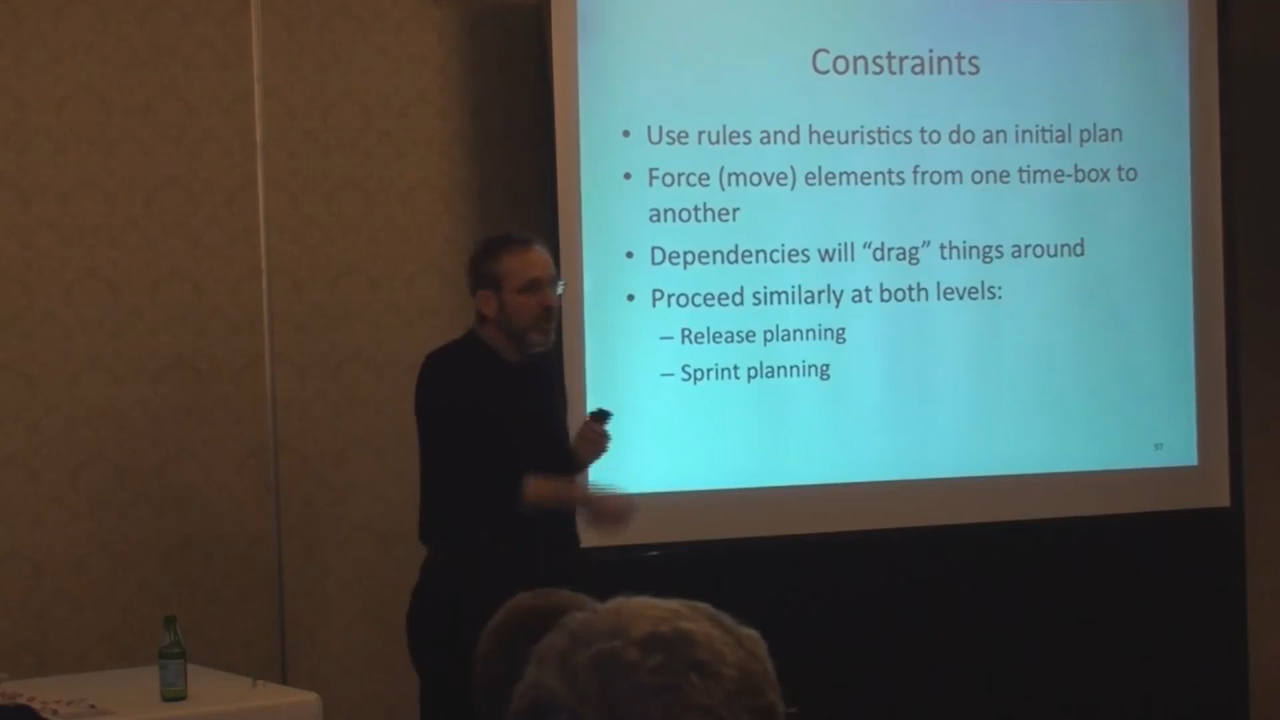 Constraints
• Use rules and heuristics to do an initial plan
• Force (move) elements from one time-box to
another
• Dependencies will “drag” things around
• Proceed similarly at both levels:
– Release planning
– Sprint planning
97